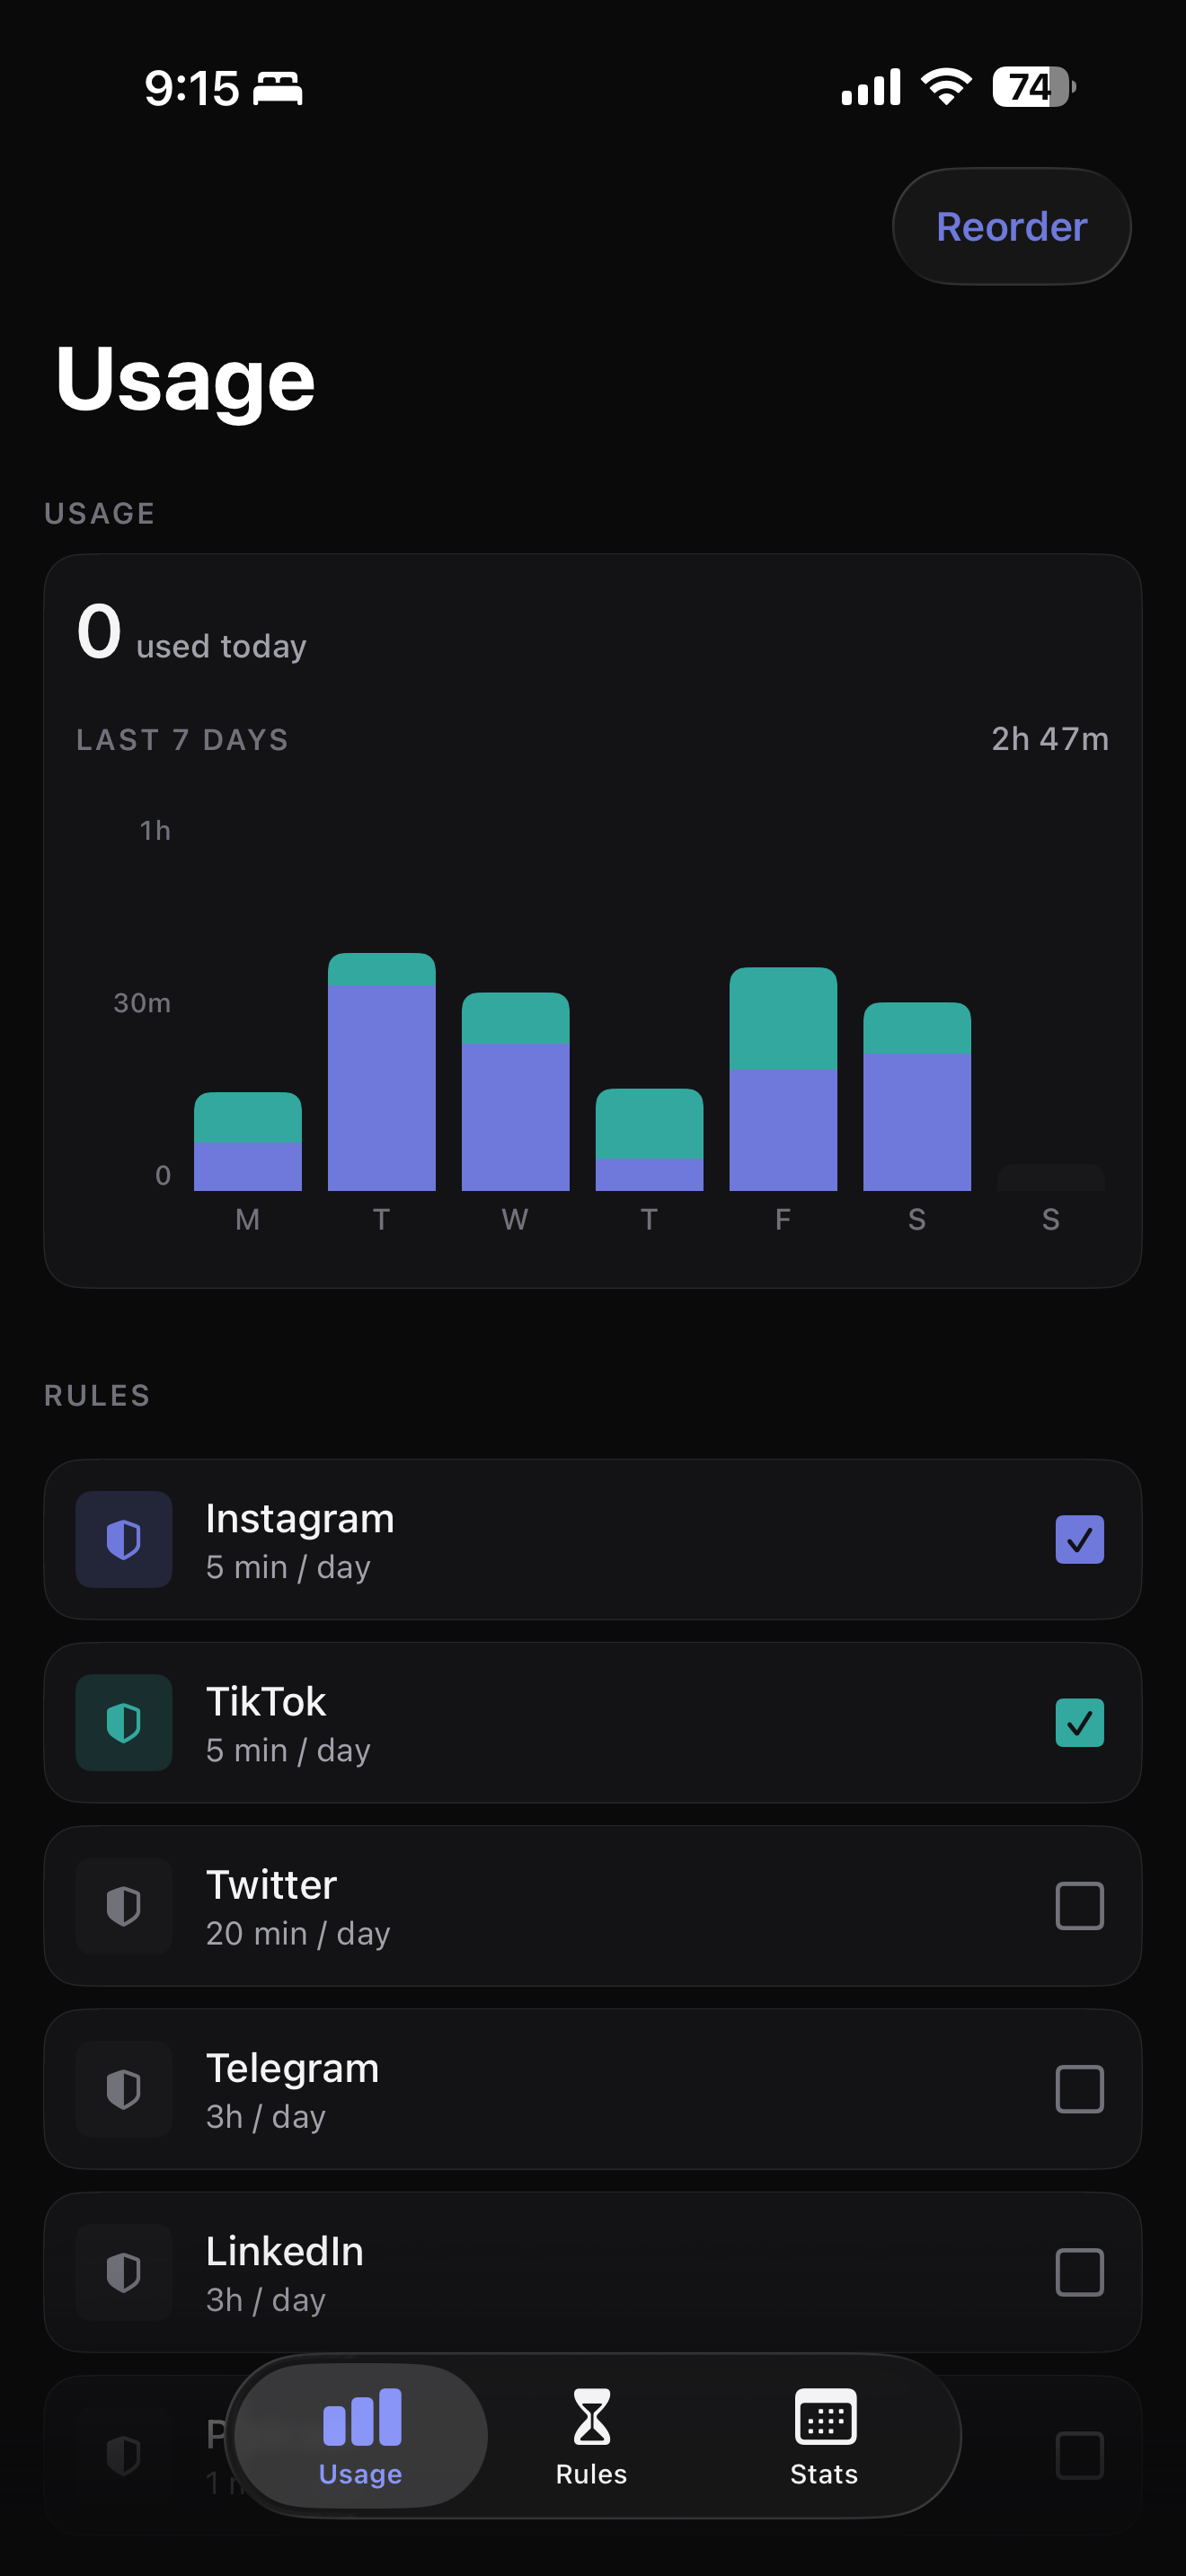 9:15
74
Reorder
Usage
USAGE
0 used today
LAST 7 DAYS 2h 47m
1h
30m
0
M T W T F S S
RULES
Instagram
5 min / day
TikTok
5 min / day
Twitter
20 min / day
Telegram
3h / day
LinkedIn
3h / day
Usage Rules Stats